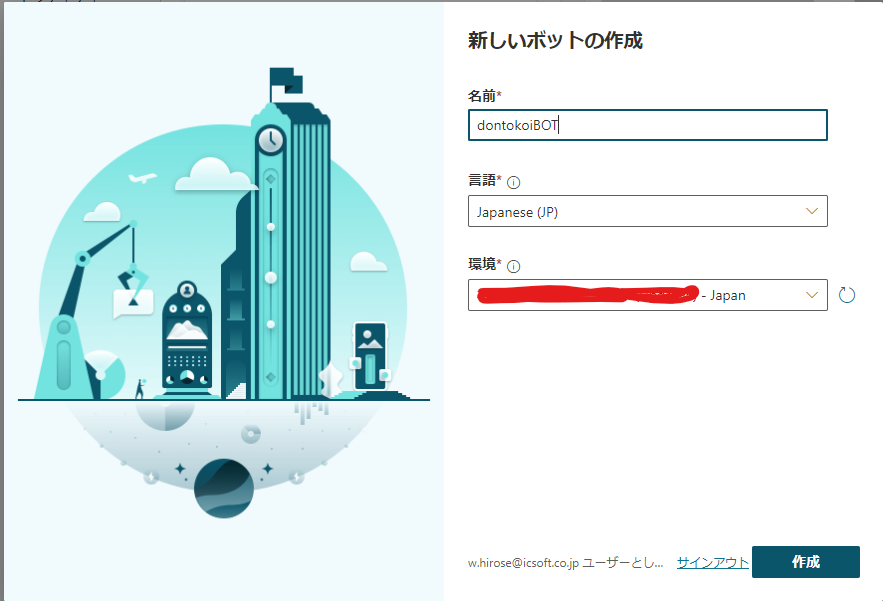 新しいボットの作成
名前*
dontokoiBOT
言語*
Japanese (JP)
環境*
- Japan
w.hirose@icsoft.co.jp ユーザーとし... サインアウト 作成